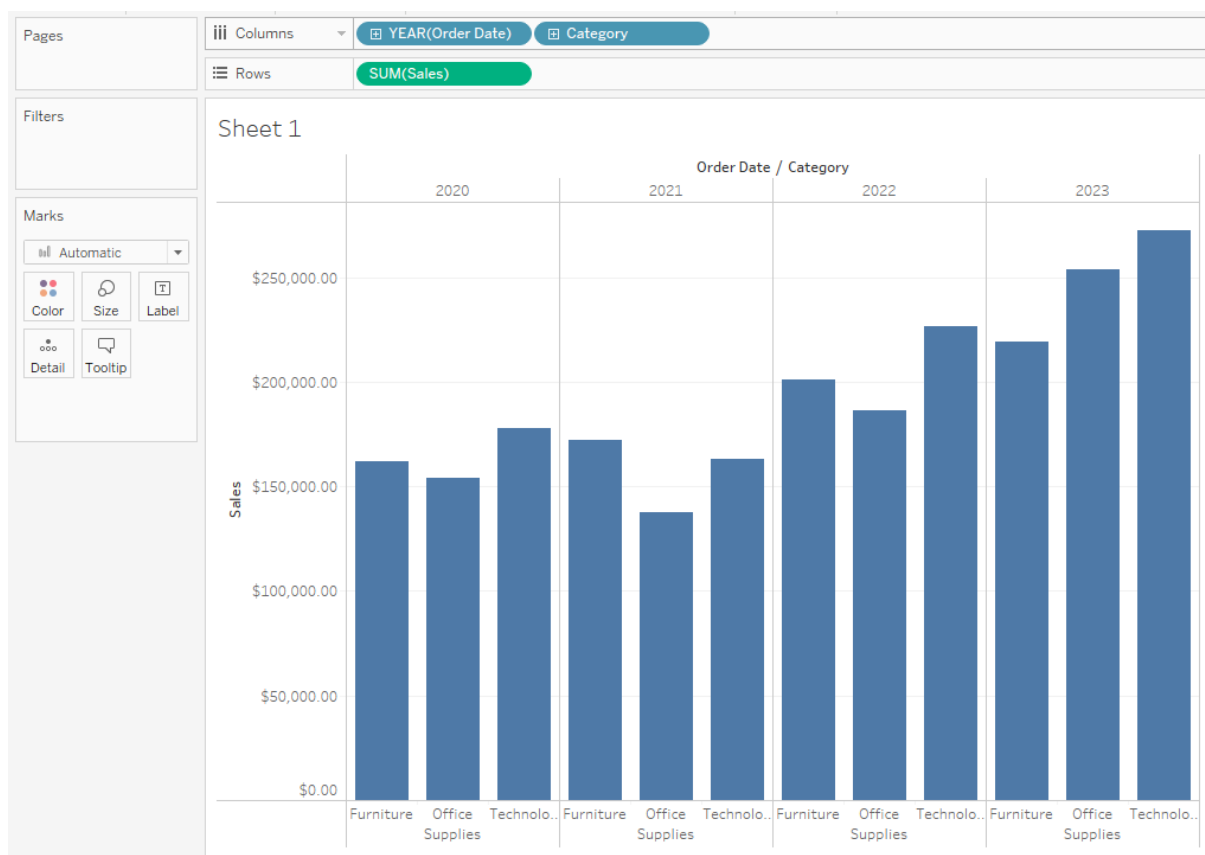 Pages
Columns
YEAR(Order Date)
Category
Rows
SUM(Sales)
Filters
Marks
Automatic
Color
Size
Label
Detail
Tooltip
Sheet 1
Order Date / Category
2020
2021
2022
2023
Sales
$250,000.00
$200,000.00
$150,000.00
$100,000.00
$50,000.00
$0.00
Furniture
Office
Supplies
Technolo..
Furniture
Office
Supplies
Technolo..
Furniture
Office
Supplies
Technolo..
Furniture
Office
Supplies
Technolo..